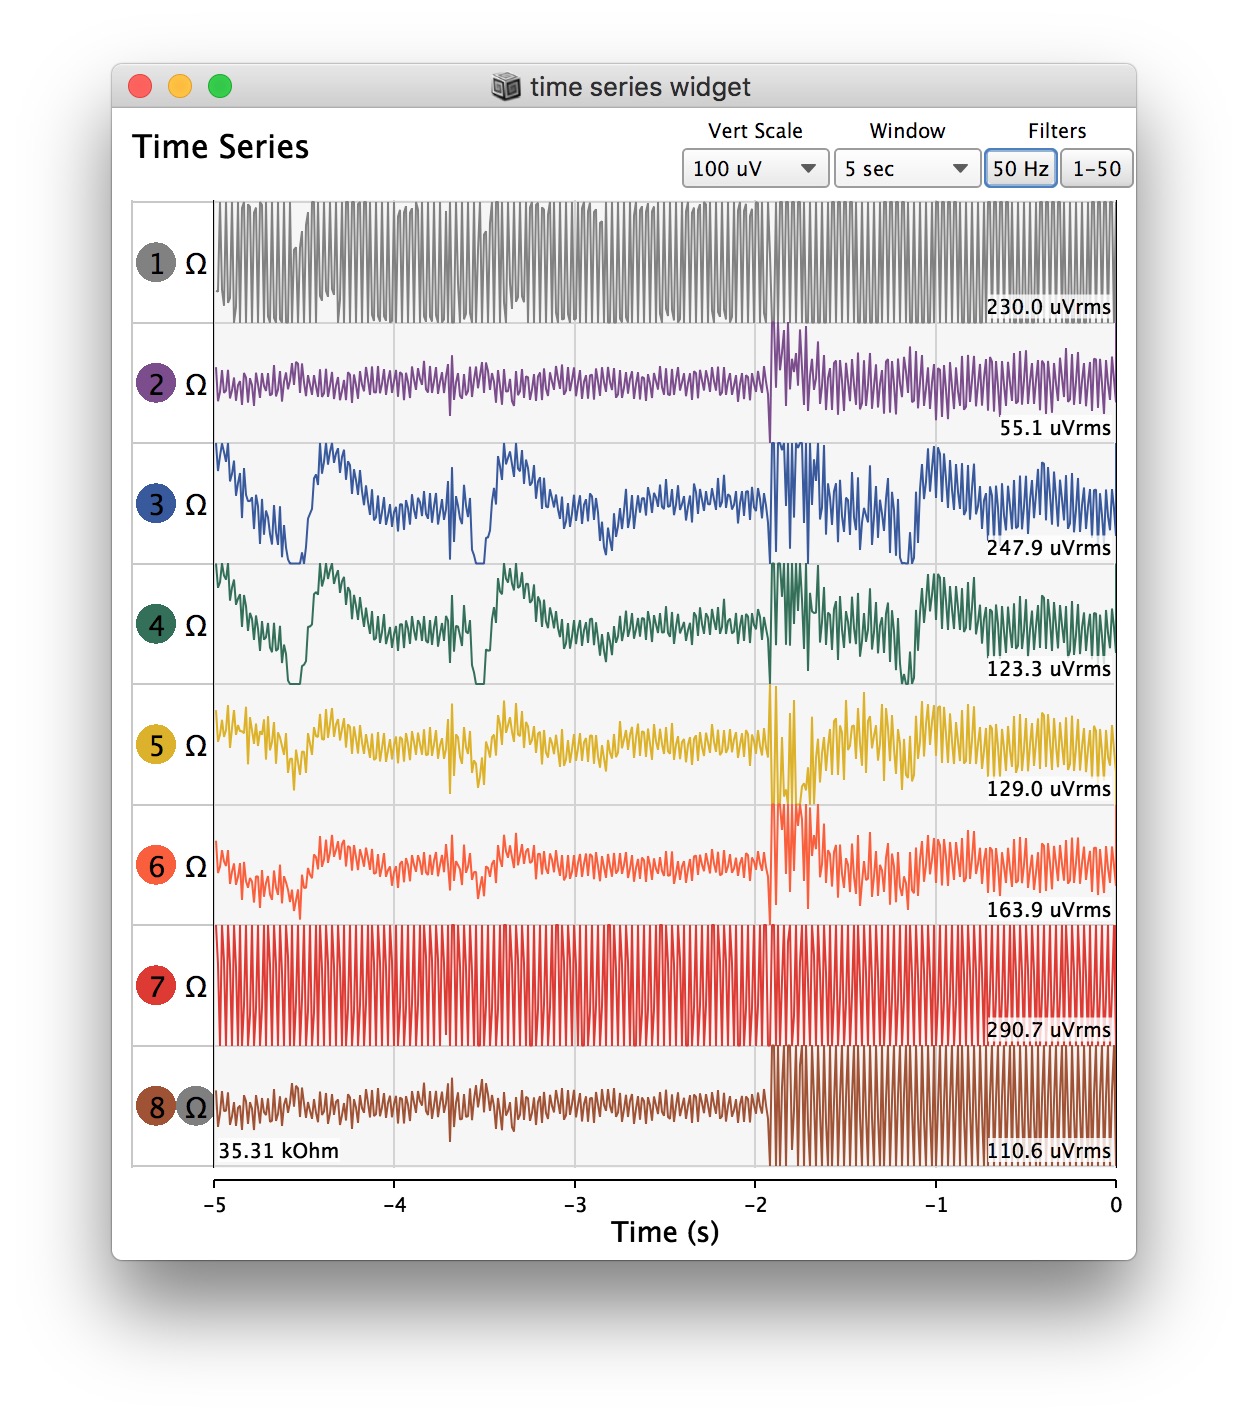 time series widget
Time Series
Vert Scale Window Filters
100 uV 5 sec 50 Hz 1-50
1 Ω
230.0 uVrms
2 Ω
55.1 uVrms
3 Ω
247.9 uVrms
4 Ω
123.3 uVrms
5 Ω
129.0 uVrms
6 Ω
163.9 uVrms
7 Ω
290.7 uVrms
8 Ω
35.31 kOhm 110.6 uVrms
-5 -4 -3 -2 -1 0
Time (s)